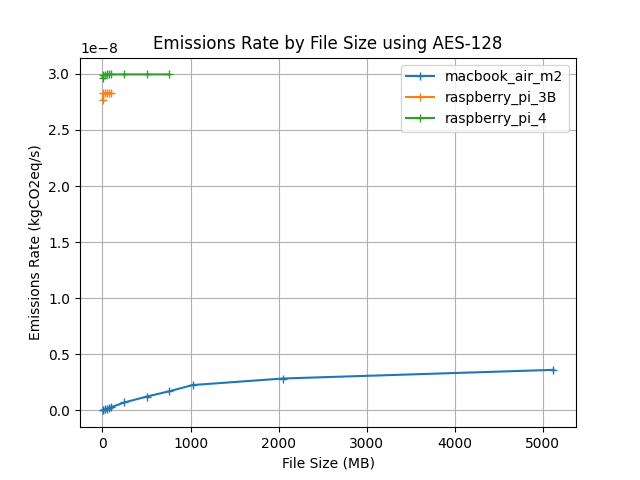 Emissions Rate by File Size using AES-128
1e−8
macbook_air_m2
raspberry_pi_3B
raspberry_pi_4
Emissions Rate (kgCO2eq/s)
3.0
2.5
2.0
1.5
1.0
0.5
0.0
0 1000 2000 3000 4000 5000
File Size (MB)